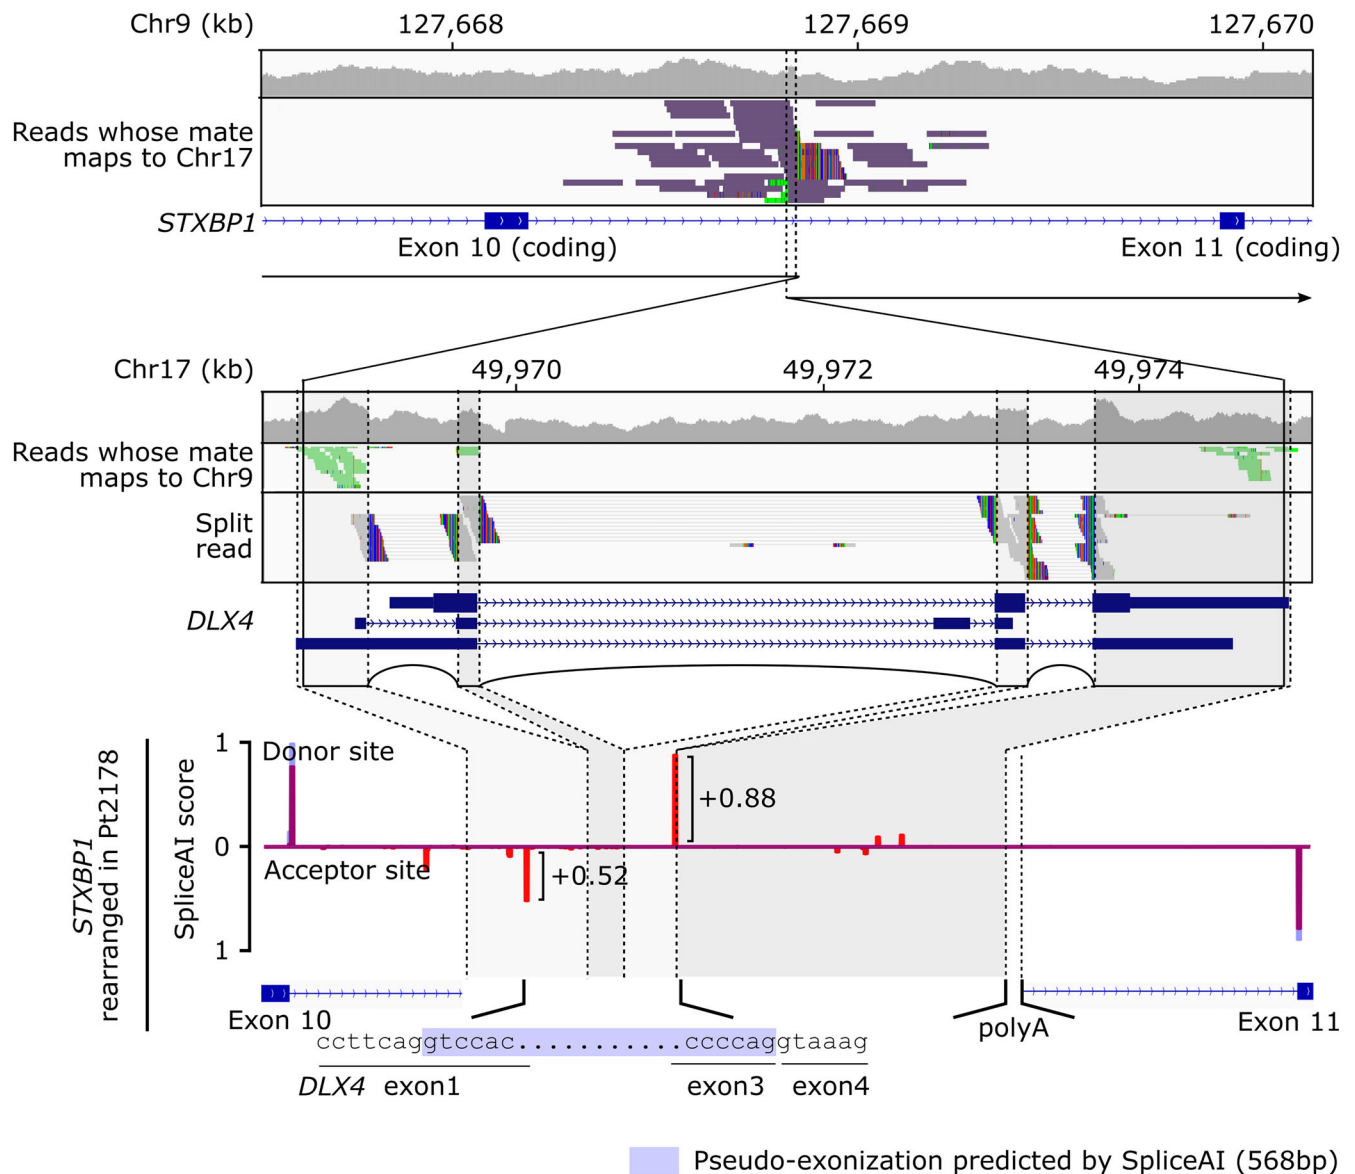 Chr9 (kb) 127,668 127,669 127,670
Reads whose mate
maps to Chr17
STXBP1
Exon 10 (coding) Exon 11 (coding)
Chr17 (kb) 49,970 49,972 49,974
Reads whose mate
maps to Chr9
Split
read
DLX4
STXBP1
rearranged in Pt2178
SpliceAI score
1
0
1
Donor site
+0.88
Acceptor site
+0.52
Exon 10 polyA Exon 11
ccttcaggtccac...........ccccaggtaaag
DLX4 exon1 exon3 exon4
Pseudo-exonization predicted by SpliceAI (568bp)